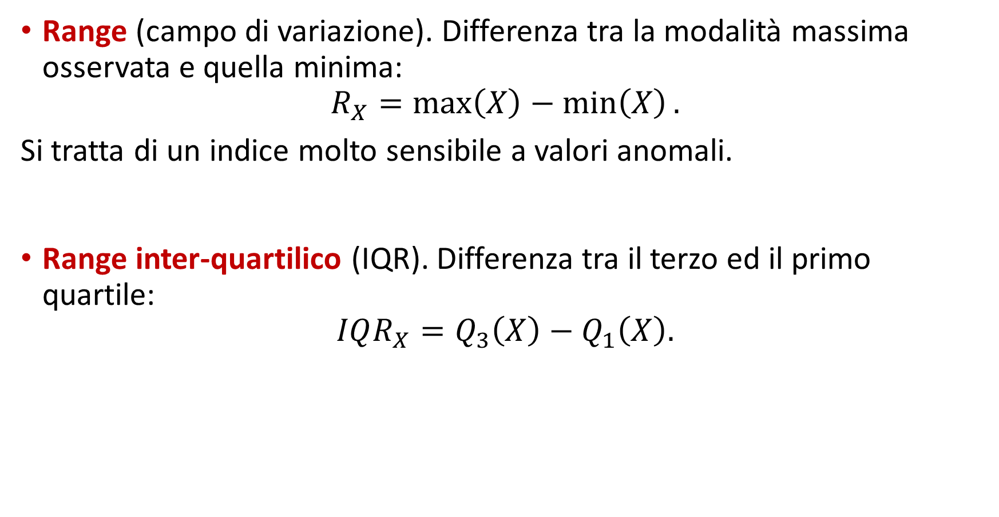 • Range (campo di variazione). Differenza tra la modalità massima
osservata e quella minima:
R_X = max(X) − min(X) .
Si tratta di un indice molto sensibile a valori anomali.
• Range inter-quartilico (IQR). Differenza tra il terzo ed il primo
quartile:
IQR_X = Q_3(X) − Q_1(X).